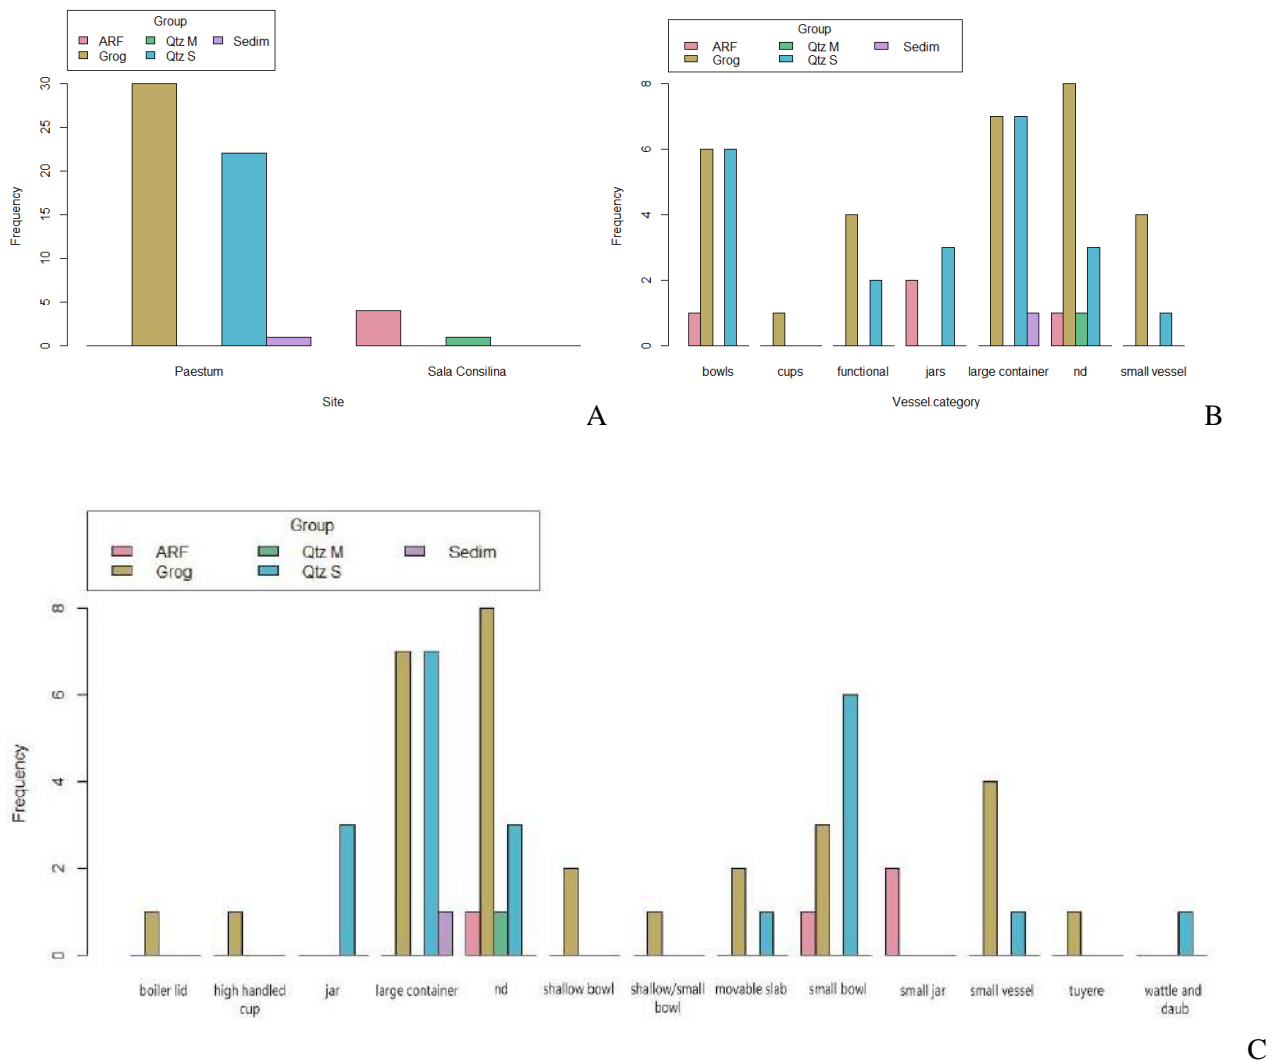 Group
ARF Qtz M Sedim
Grog Qtz S
Frequency
0 5 10 15 20 25 30
Paestum Sala Consilina
Site
A
Group
ARF Qtz M Sedim
Grog Qtz S
Frequency
0 2 4 6 8
bowls cups functional jars large container nd small vessel
Vessel.category
B
Group
ARF Qtz M Sedim
Grog Qtz S
Frequency
0 2 4 6 8
boiler lid high handled jar large container nd shallow bowl shallow/small movable slab small bowl small jar small vessel tuyere wattle and
cup bowl daub
C